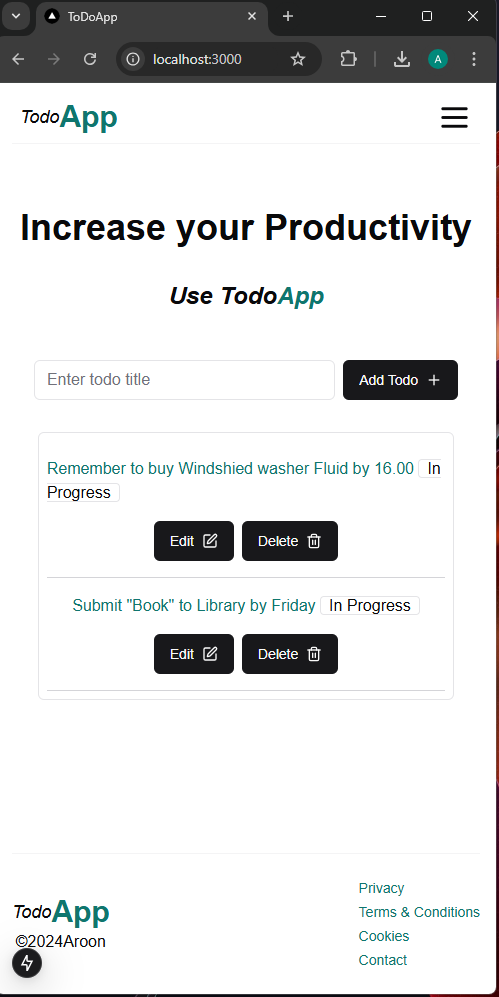 ToDoApp
localhost:3000
A
TodoApp
Increase your Productivity
Use TodoApp
Enter todo title
Add Todo
Remember to buy Windshied washer Fluid by 16.00 In
Progress
Edit
Delete
Submit "Book" to Library by Friday In Progress
Edit
Delete
TodoApp
©2024Aroon
Privacy
Terms & Conditions
Cookies
Contact